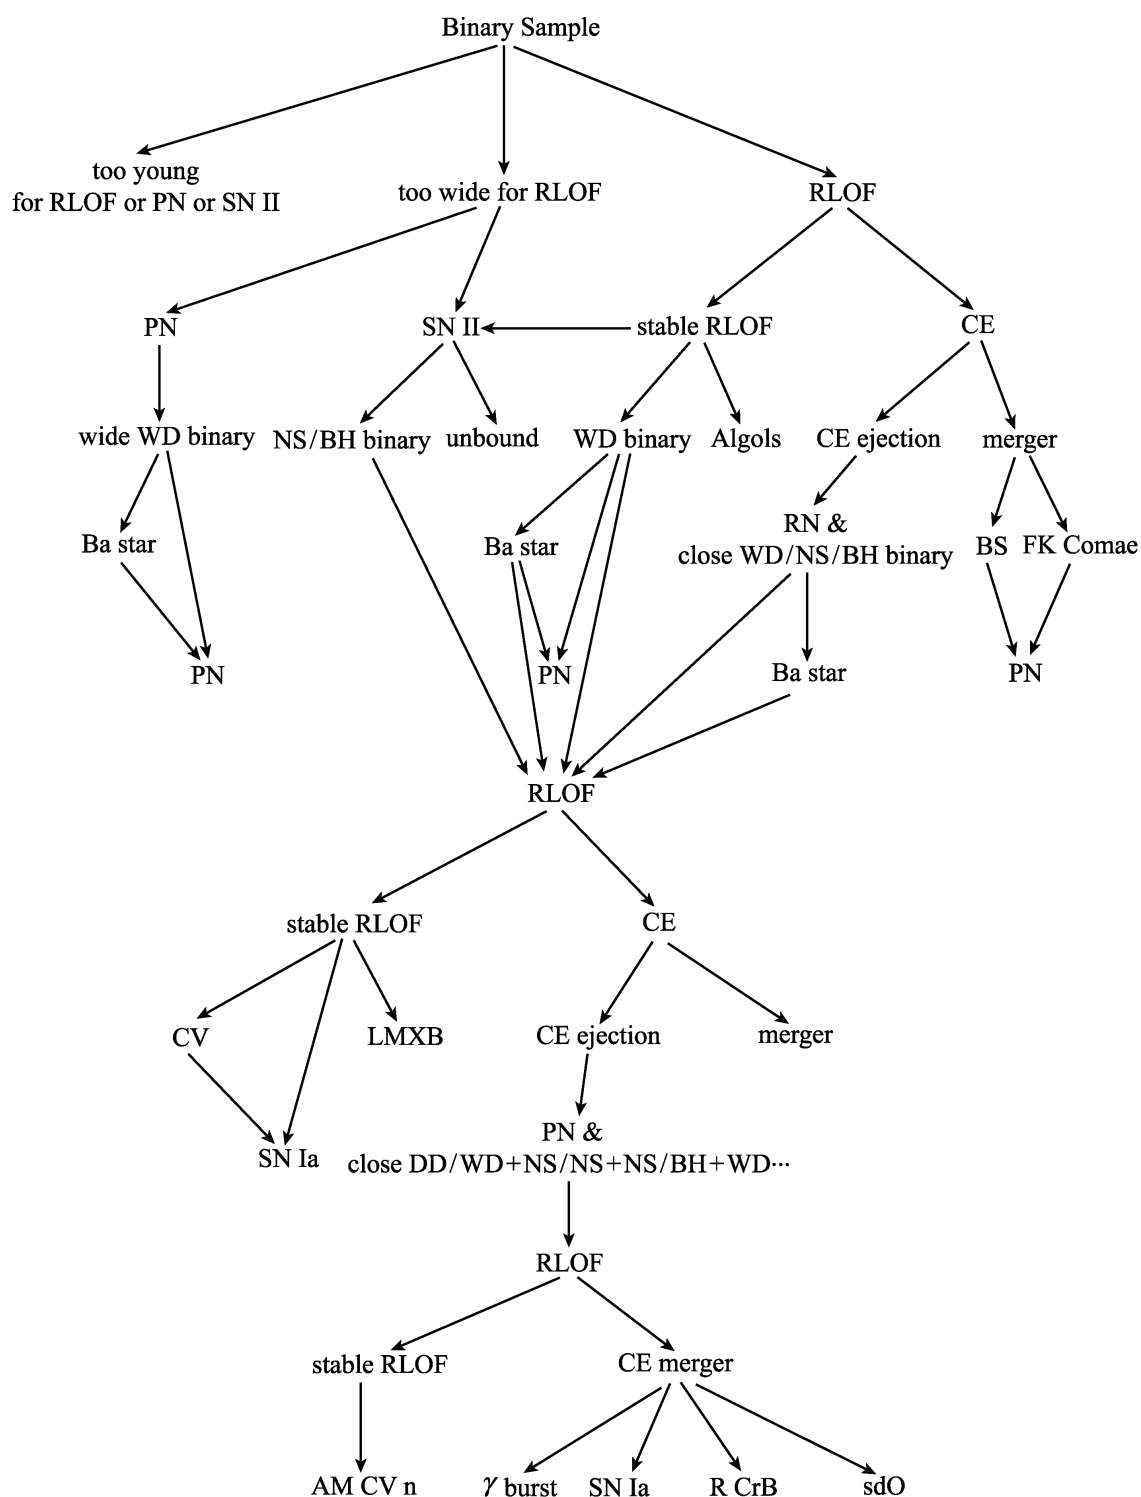 Binary Sample
too young
for RLOF or PN or SN II
too wide for RLOF
RLOF
PN
SN II
stable RLOF
CE
wide WD binary
NS/BH binary
unbound
WD binary
Algols
CE ejection
merger
Ba star
Ba star
RN &
close WD/NS/BH binary
BS
FK Comae
PN
PN
Ba star
PN
RLOF
stable RLOF
CE
CV
LMXB
CE ejection
merger
SN Ia
PN &
close DD/WD+NS/NS+NS/BH+WD···
RLOF
stable RLOF
CE merger
AM CV n
γ burst
SN Ia
R CrB
sdO